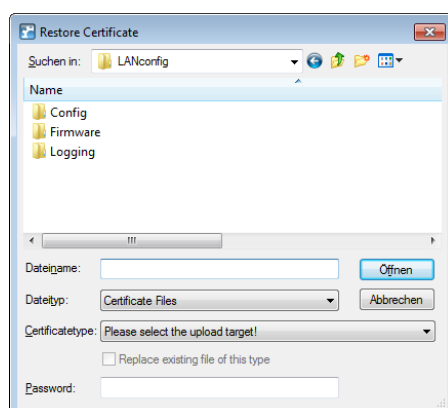 Restore Certificate
Suchen in: LANconfig
Name
Config
Firmware
Logging
Dateiname: Öffnen
Dateityp: Certificate Files Abbrechen
Certificatetype: Please select the upload target!
Replace existing file of this type
Password: